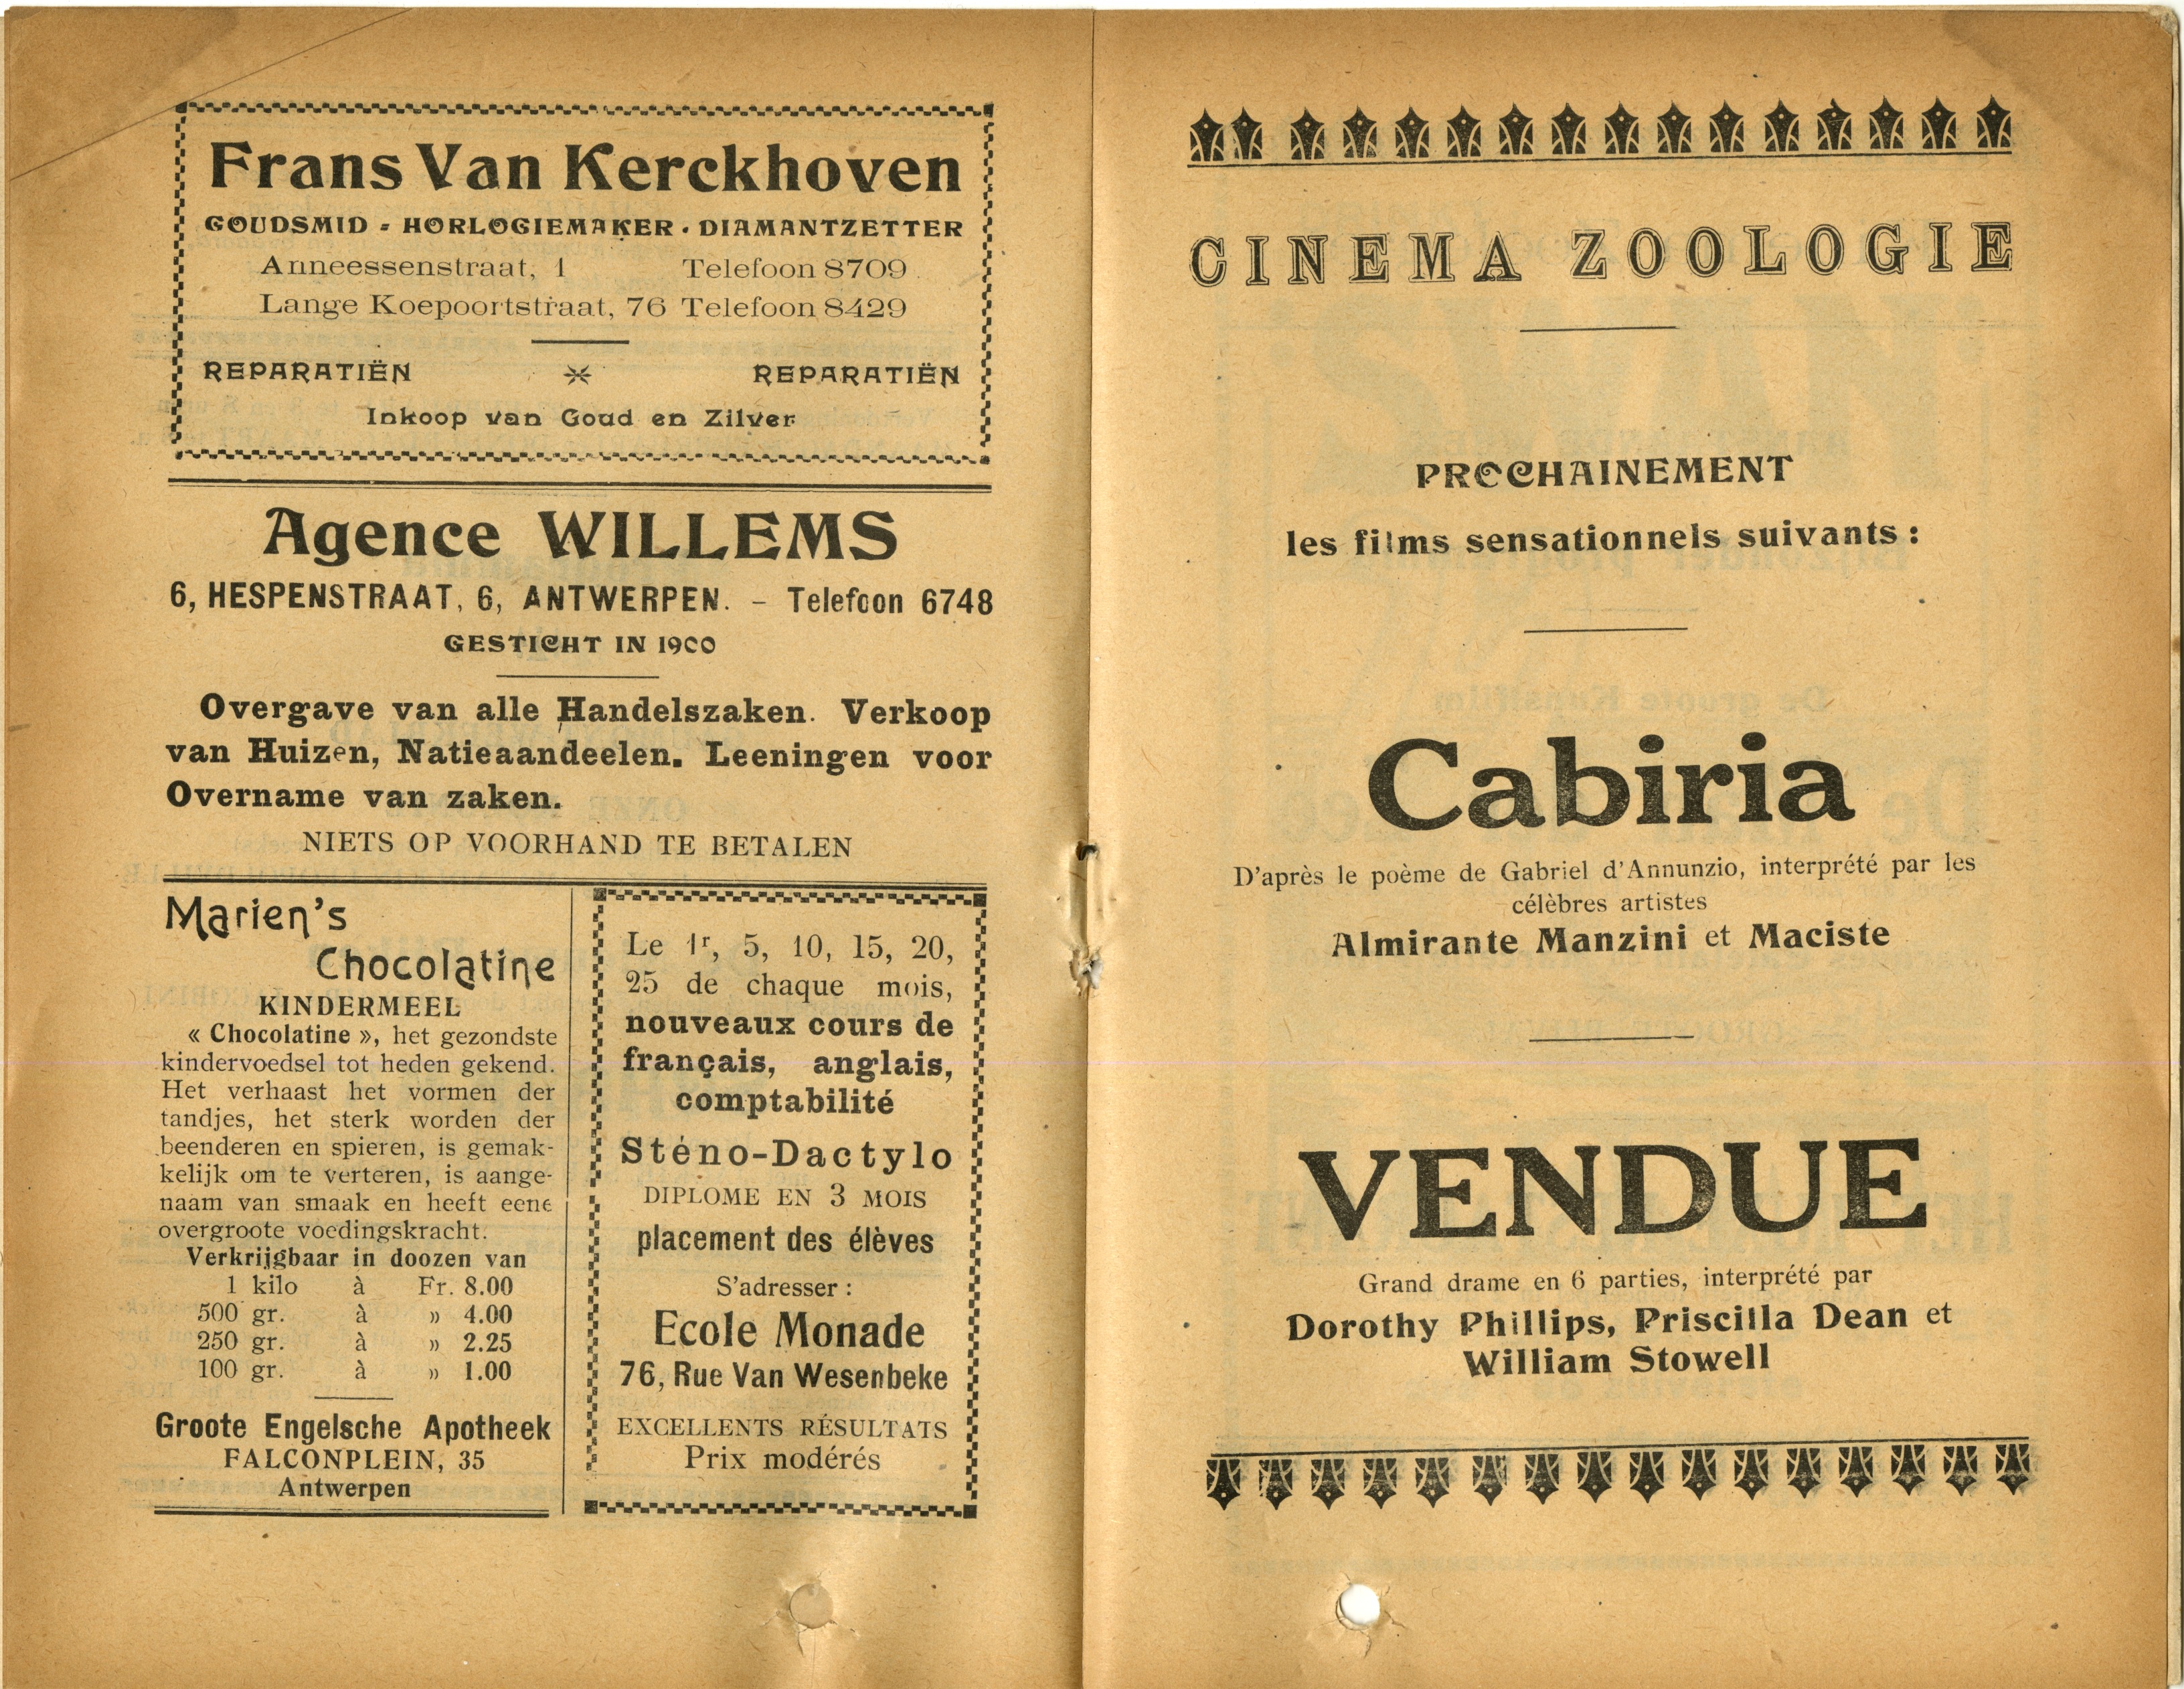 Frans Van Kerckhoven
GOUDSMID - HORLOGIEMAKER - DIAMANTZETTER
Anneessenstraat, 1 Telefoon 8709
Lange Koepoortstraat, 76 Telefoon 8429
REPARATIËN REPARATIËN
Inkoop van Goud en Zilver
Agence WILLEMS
6, HESPENSTRAAT, 6, ANTWERPEN. - Telefoon 6748
GESTICHT IN 1900
Overgave van alle Handelszaken. Verkoop
van Huizen, Natieaandeelen. Leeningen voor
Overname van zaken.
NIETS OP VOORHAND TE BETALEN
Marien's
Chocolatine
KINDERMEEL
« Chocolatine », het gezondste
kindervoedsel tot heden gekend.
Het verhaast het vormen der
tandjes, het sterk worden der
beenderen en spieren, is gemak-
kelijk om te verteren, is aange-
naam van smaak en heeft eene
overgroote voedingskracht.
Verkrijgbaar in doozen van
1 kilo à Fr. 8.00
500 gr. à » 4.00
250 gr. à » 2.25
100 gr. à » 1.00
Groote Engelsche Apotheek
FALCONPLEIN, 35
Antwerpen
Le 1r, 5, 10, 15, 20,
25 de chaque mois,
nouveaux cours de
français, anglais,
comptabilité
Sténo-Dactylo
DIPLOME EN 3 MOIS
placement des élèves
S'adresser :
Ecole Monade
76, Rue Van Wesenbeke
EXCELLENTS RÉSULTATS
Prix modérés
CINEMA ZOOLOGIE
PROCHAINEMENT
les films sensationnels suivants :
Cabiria
D'après le poème de Gabriel d'Annunzio, interprété par les
célèbres artistes
Almirante Manzini et Maciste
VENDUE
Grand drame en 6 parties, interprété par
Dorothy Phillips, Priscilla Dean et
William Stowell